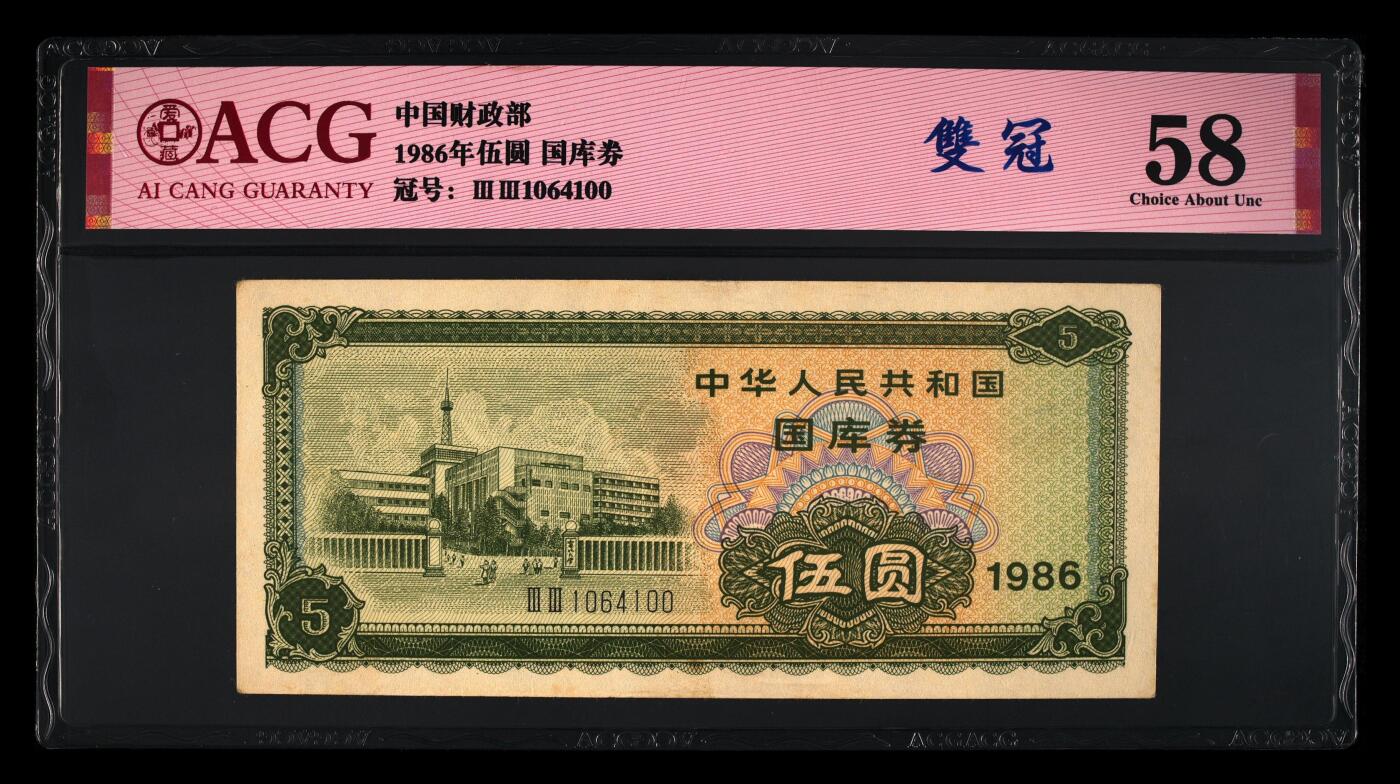 爱藏
ACG
AI CANG GUARANTY
中国财政部
1986年伍圆 国库券
冠号：ⅢⅢ1064100
雙冠
58
Choice About Unc
5
中华人民共和国
国库券
伍圆
1986
ⅢⅢ1064100
5